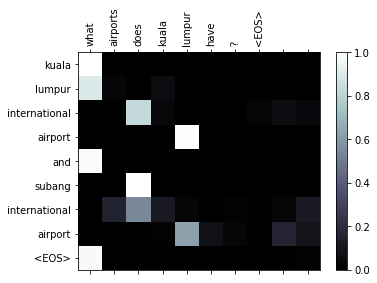 what airports does kuala lumpur have ? <EOS>
kuala
lumpur
international
airport
and
subang
international
airport
<EOS>
1.0
0.8
0.6
0.4
0.2
0.0